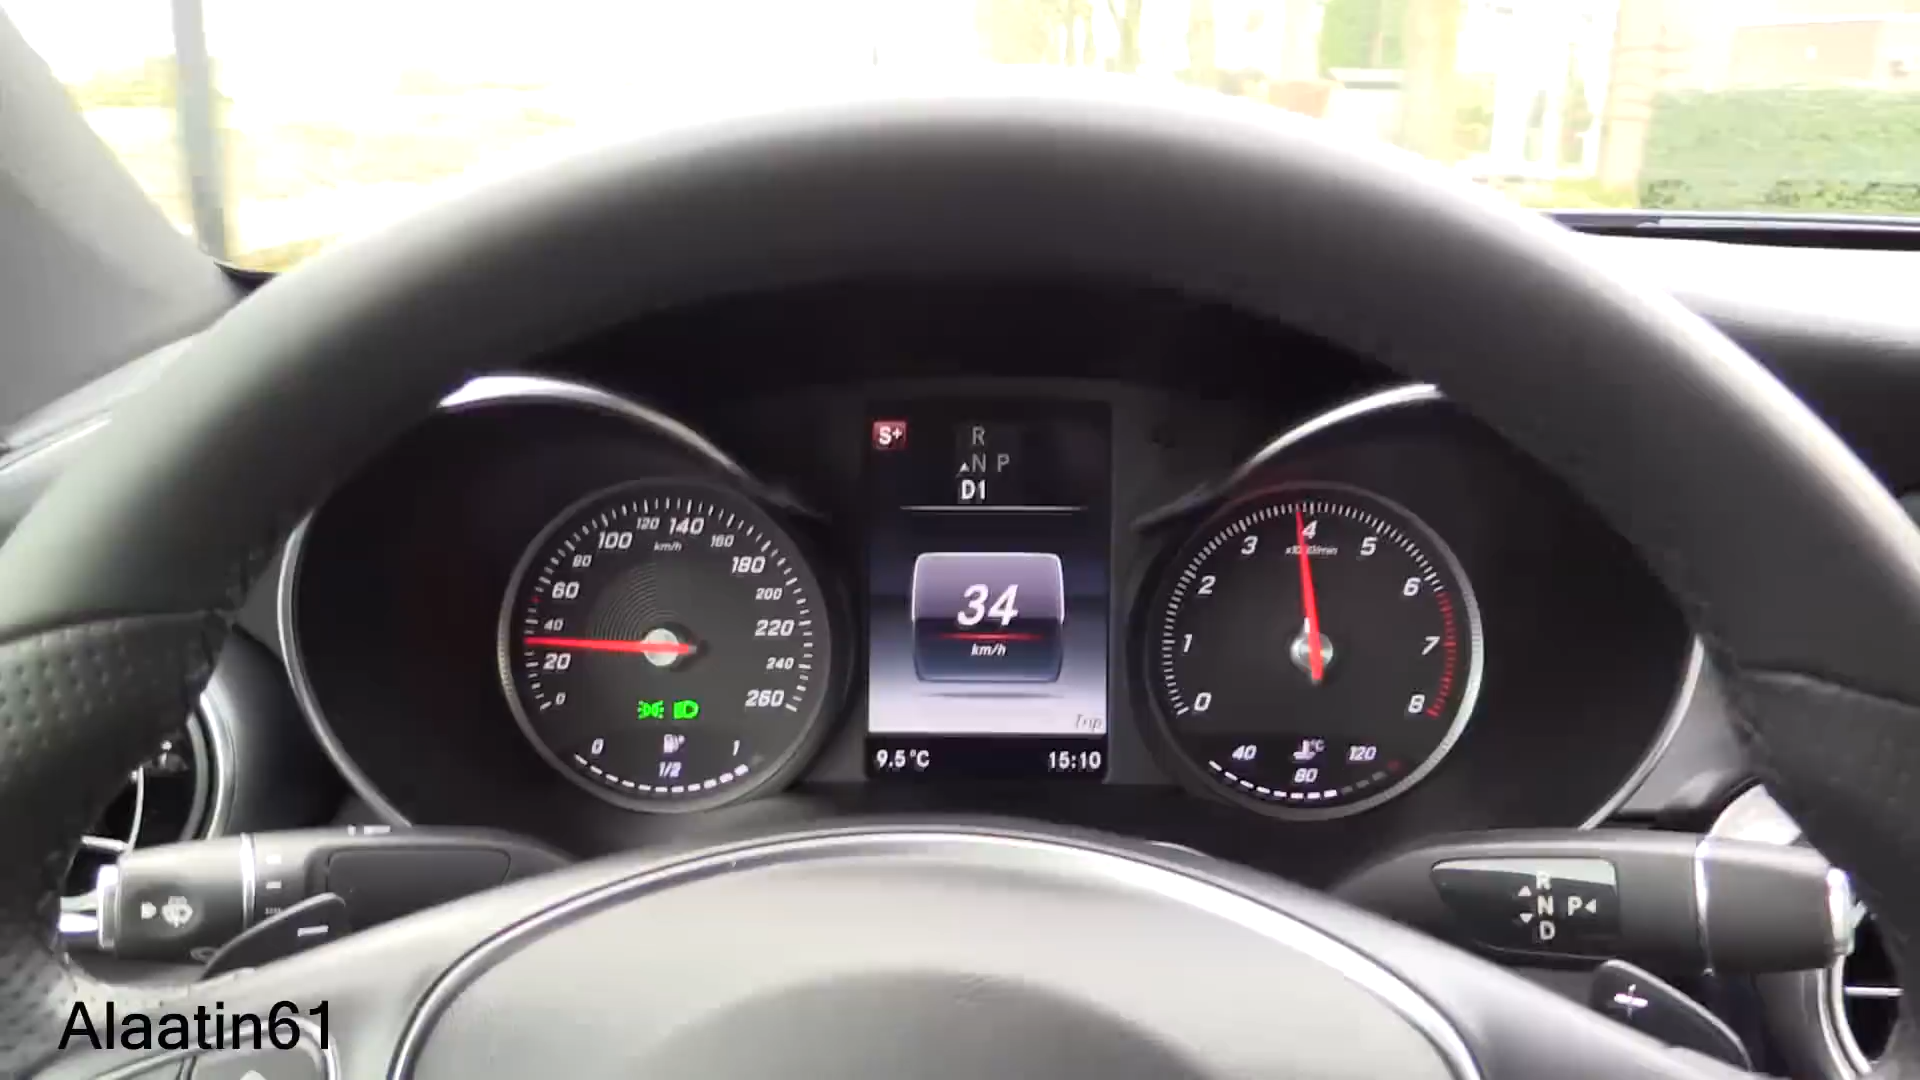 S+
R
N P
D1
120 140
100 160
km/h
80 180
60 200
40 220
20 240
0 260
0 1
1/2
34
km/h
Trip
9.5°C 15:10
4
3 5
2 6
1 7
0 8
40 °C 120
80
R
N P
D
Alaatin61